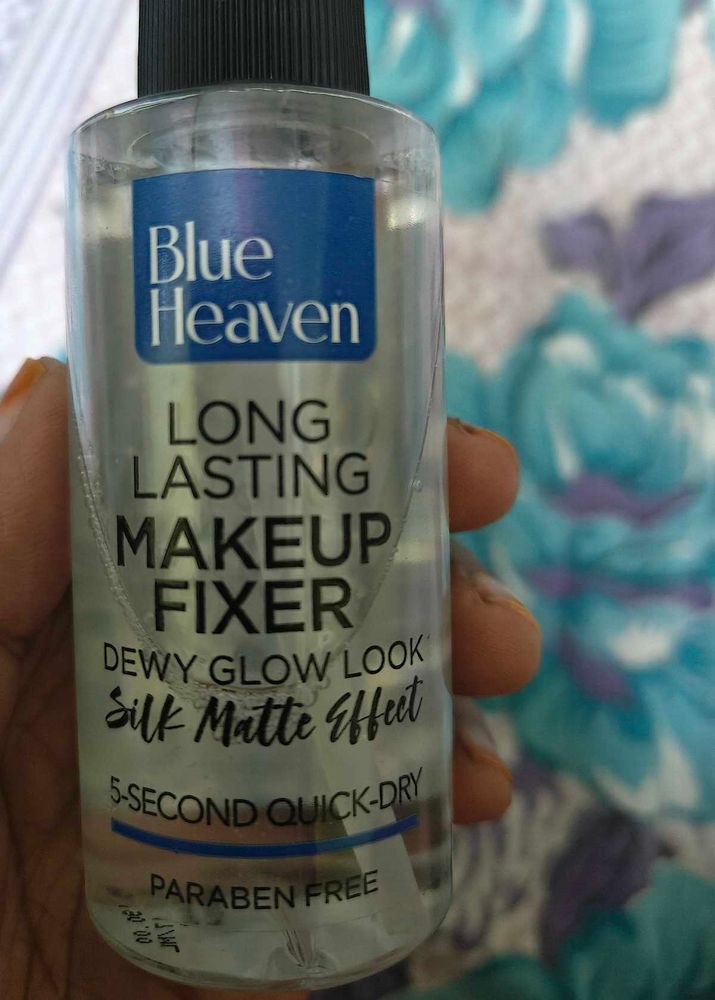 Blue
Heaven
LONG
LASTING
MAKEUP
FIXER
DEWY GLOW LOOK
Silk Matte Effect
5-SECOND QUICK-DRY
PARABEN FREE